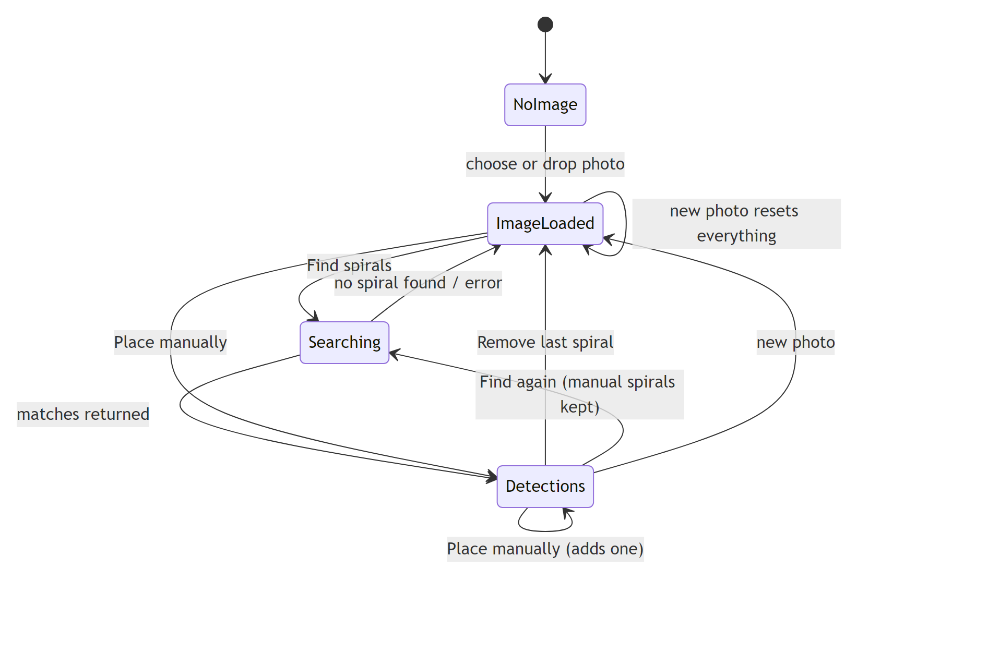 NoImage
choose or drop photo
ImageLoaded
new photo resets
everything
Find spirals
no spiral found / error
Place manually
Searching
Remove last spiral
new photo
Find again (manual spirals
kept)
matches returned
Detections
Place manually (adds one)